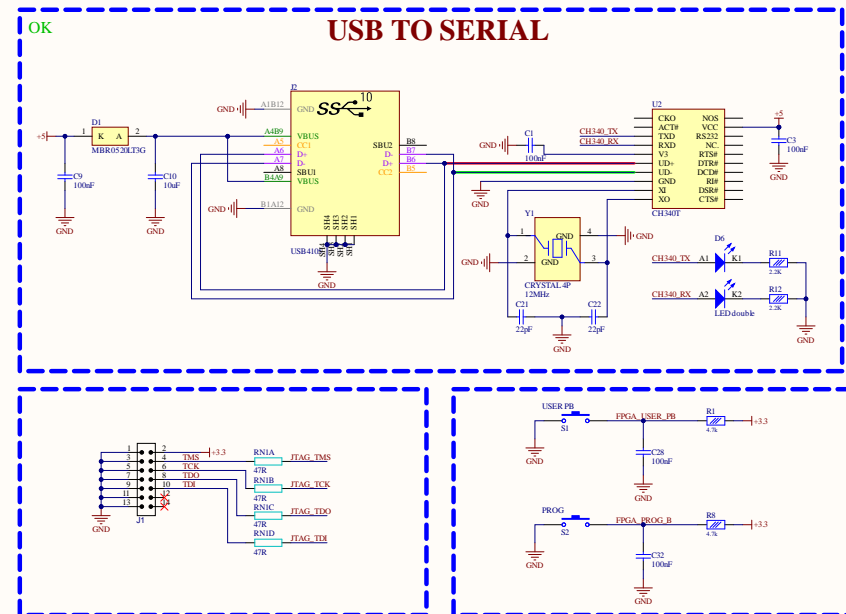 OK
USB TO SERIAL
J2
A1B12
GND
GND
10
D1
+5
1
K
A
2
MBR0520LT3G
C9
100nF
GND
C10
10uF
GND
A4B9
VBUS
A5
CC1
A6
D+
A7
D-
A8
SBU1
B4A9
VBUS
SBU2
B8
D-
B7
D+
B6
CC2
B5
GND
B1A12
GND
SH4
SH3
SH2
SH1
USB4105
GND
GND
C1
100nF
CH340_TX
CH340_RX
U2
CKO
ACT#
TXD
RXD
V3
UD+
UD-
GND
XI
XO
NOS
VCC
RS232
NC.
RTS#
DTR#
DCD#
RI#
DSR#
CTS#
CH340T
+5
C3
100nF
GND
GND
Y1
1
GND
4
GND
GND
2
GND
3
CRYSTAL 4P
12MHz
C21
22pF
C22
22pF
GND
D6
CH340_TX
A1
K1
R11
2.2K
CH340_RX
A2
K2
R12
2.2K
LED double
GND
1
2
+3.3
3
4
TMS
5
6
TCK
7
8
TDO
9
10
TDI
11
12
13
14
J1
GND
RN1A
JTAG_TMS
47R
RN1B
JTAG_TCK
47R
RN1C
JTAG_TDO
47R
RN1D
JTAG_TDI
47R
USER PB
S1
FPGA_USER_PB
R1
4.7k
+3.3
GND
C28
100nF
GND
PROG
S2
FPGA_PROG_B
R8
4.7k
+3.3
GND
C32
100nF
GND